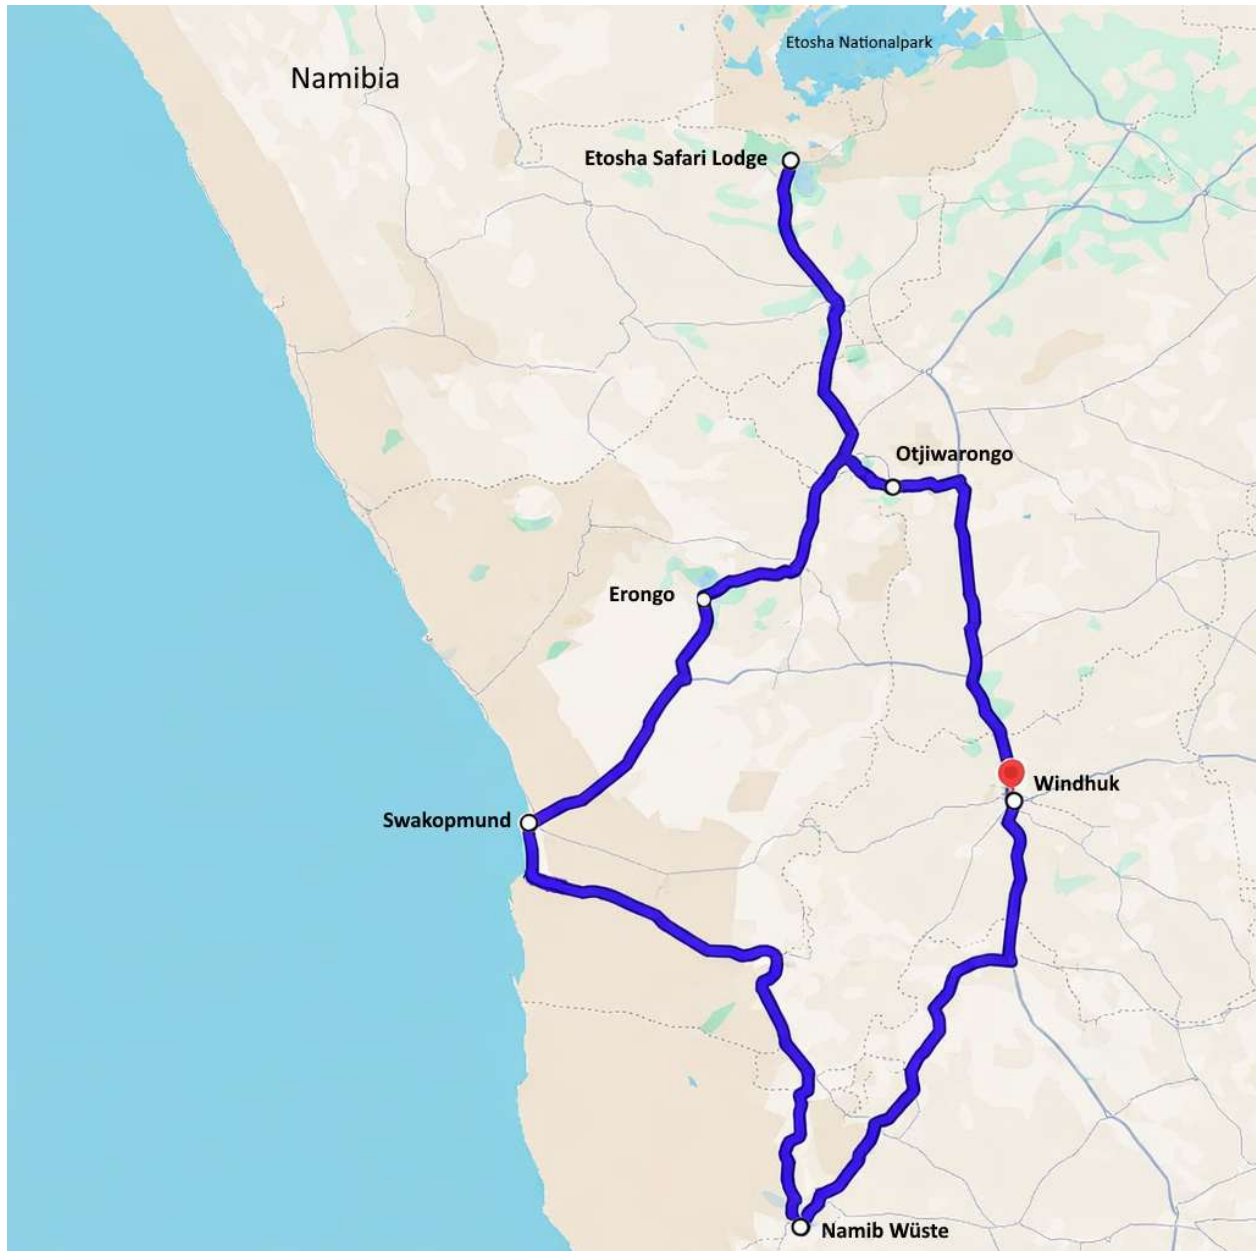 Etosha Nationalpark
Namibia
Etosha Safari Lodge
Otjiwarongo
Erongo
Windhuk
Swakopmund
Namib Wüste